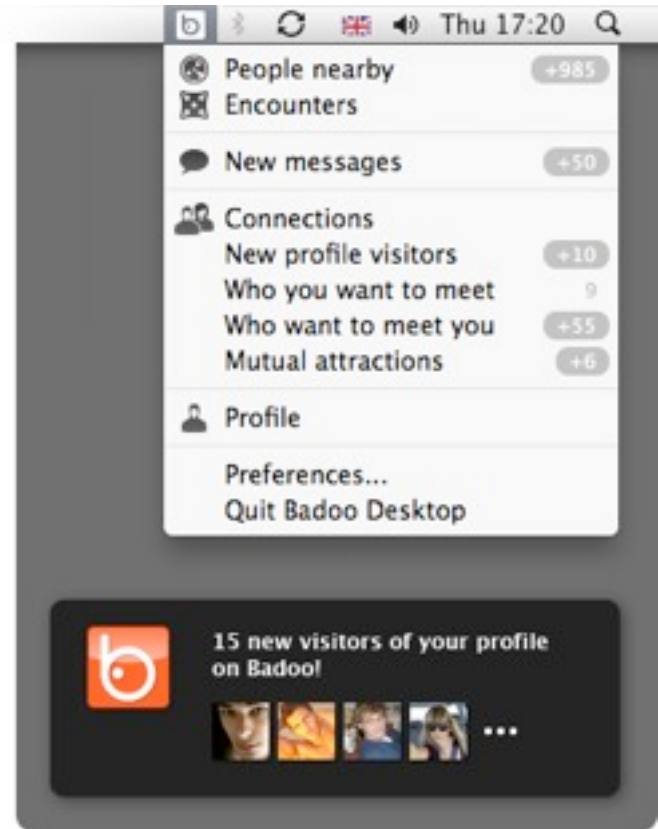 b Thu 17:20
People nearby +985
Encounters
New messages +50
Connections
New profile visitors +10
Who you want to meet 9
Who want to meet you +55
Mutual attractions +6
Profile
Preferences...
Quit Badoo Desktop
b
15 new visitors of your profile
on Badoo!
...